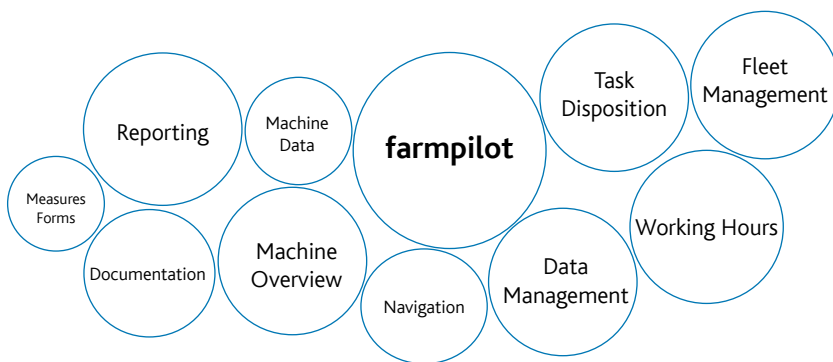 Reporting
Machine
Data
farmpilot
Task
Disposition
Fleet
Management
Measures
Forms
Documentation
Machine
Overview
Navigation
Data
Management
Working Hours